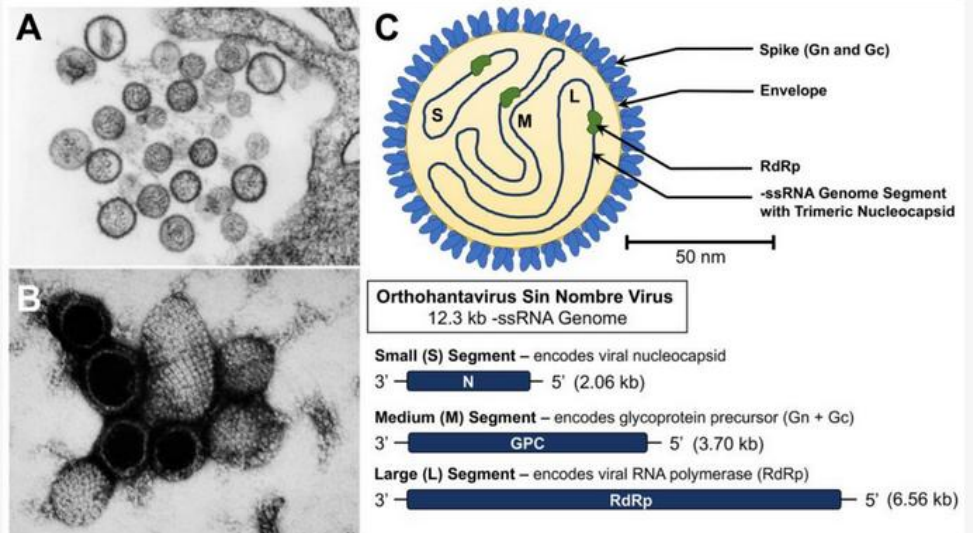 A
B
C
S
M
L
Spike (Gn and Gc)
Envelope
RdRp
-ssRNA Genome Segment
with Trimeric Nucleocapsid
50 nm
Orthohantavirus Sin Nombre Virus
12.3 kb -ssRNA Genome
Small (S) Segment – encodes viral nucleocapsid
3' N 5' (2.06 kb)
Medium (M) Segment – encodes glycoprotein precursor (Gn + Gc)
3' GPC 5' (3.70 kb)
Large (L) Segment – encodes viral RNA polymerase (RdRp)
3' RdRp 5' (6.56 kb)